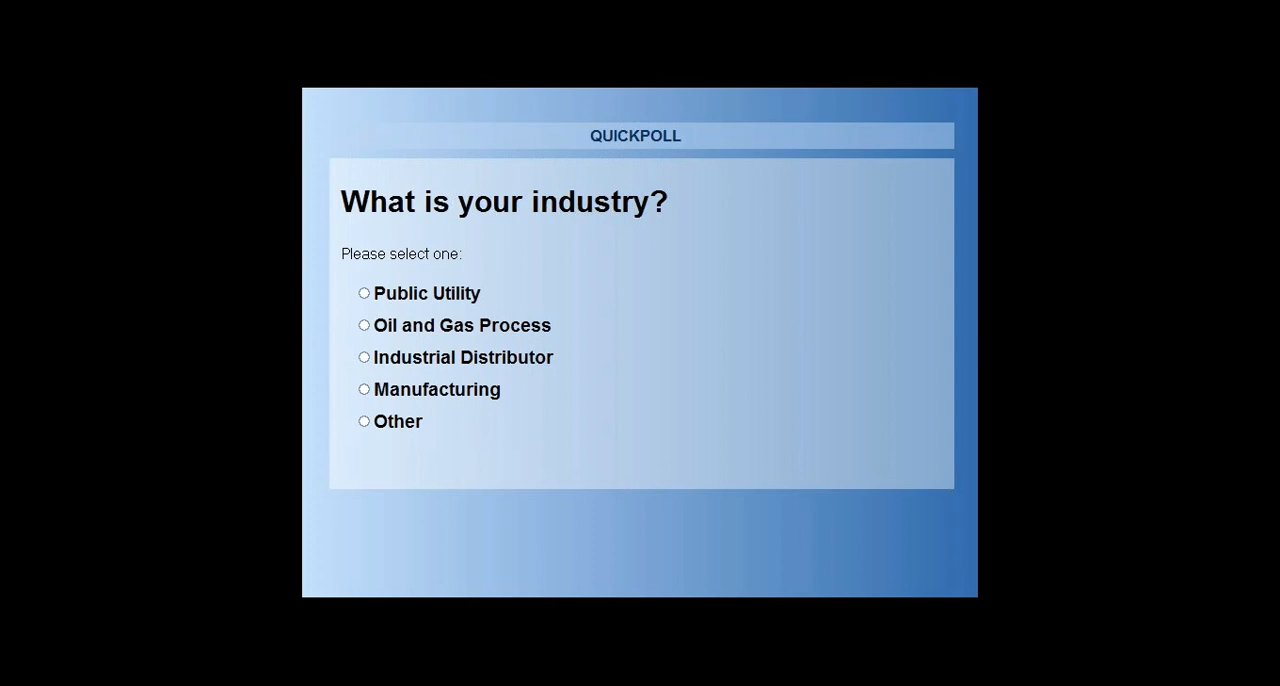 QUICKPOLL
What is your industry?
Please select one:
Public Utility
Oil and Gas Process
Industrial Distributor
Manufacturing
Other